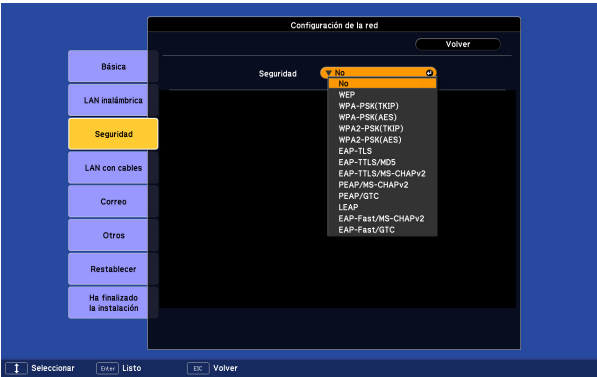 Configuración de la red
Volver
Básica
LAN inalámbrica
Seguridad
LAN con cables
Correo
Otros
Restablecer
Ha finalizado
la instalación
Seguridad
No
No
WEP
WPA-PSK(TKIP)
WPA-PSK(AES)
WPA2-PSK(TKIP)
WPA2-PSK(AES)
EAP-TLS
EAP-TTLS/MD5
EAP-TTLS/MS-CHAPv2
PEAP/MS-CHAPv2
PEAP/GTC
LEAP
EAP-Fast/MS-CHAPv2
EAP-Fast/GTC
Seleccionar Enter Listo ESC Volver